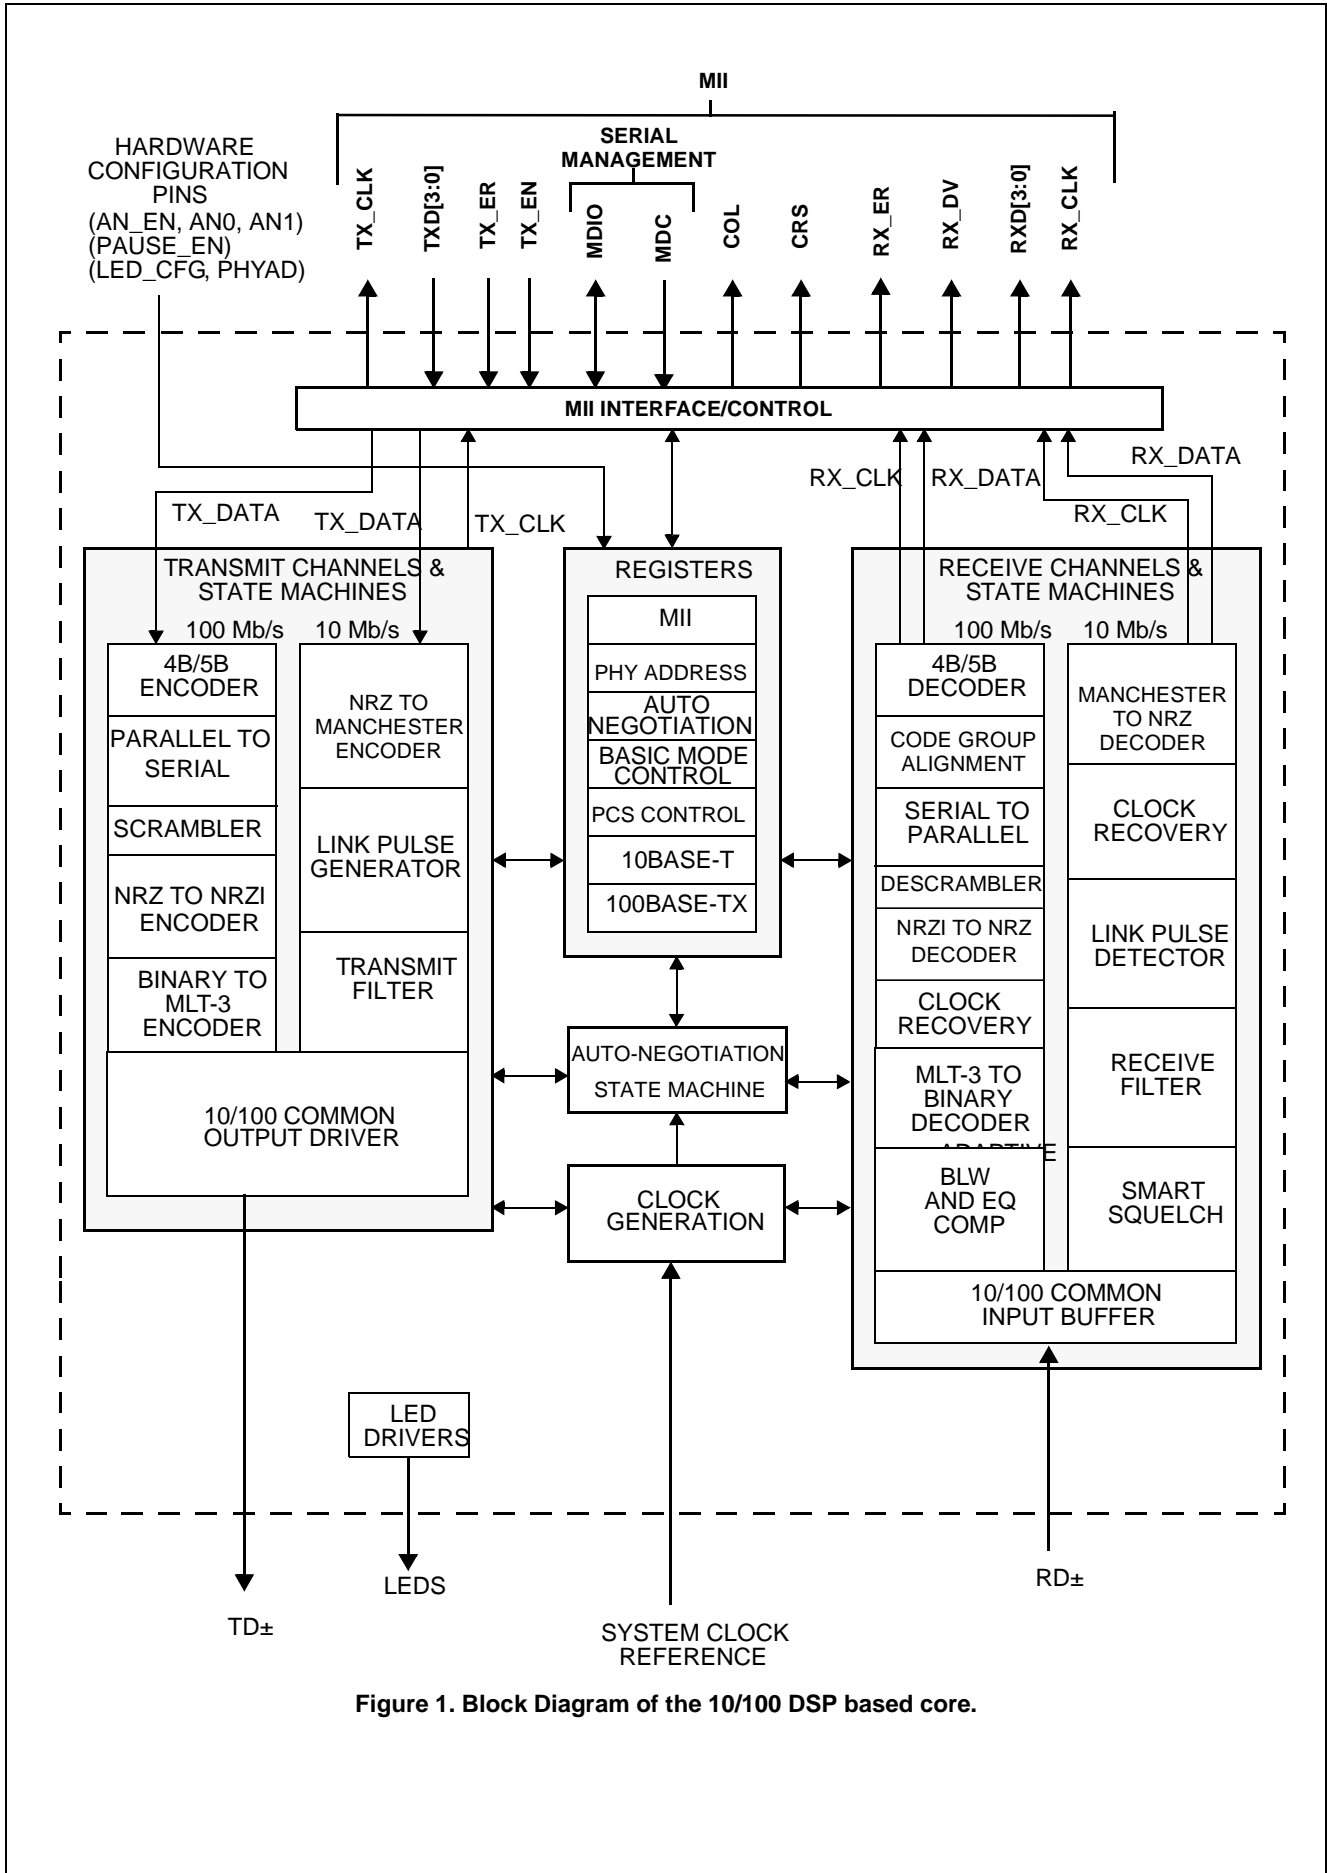 MII
HARDWARE
CONFIGURATION
PINS
(AN_EN, AN0, AN1)
(PAUSE_EN)
(LED_CFG, PHYAD)
SERIAL
MANAGEMENT
TX_CLK
TXD[3:0]
TX_ER
TX_EN
MDIO
MDC
COL
CRS
RX_ER
RX_DV
RXD[3:0]
RX_CLK
MII INTERFACE/CONTROL
TX_DATA
TX_DATA
TX_CLK
RX_CLK
RX_DATA
RX_CLK
RX_DATA
TRANSMIT CHANNELS &
STATE MACHINES
100 Mb/s
10 Mb/s
4B/5B
ENCODER
PARALLEL TO
SERIAL
SCRAMBLER
NRZ TO NRZI
ENCODER
BINARY TO
MLT-3
ENCODER
NRZ TO
MANCHESTER
ENCODER
LINK PULSE
GENERATOR
TRANSMIT
FILTER
10/100 COMMON
OUTPUT DRIVER
REGISTERS
MII
PHY ADDRESS
AUTO
NEGOTIATION
BASIC MODE
CONTROL
PCS CONTROL
10BASE-T
100BASE-TX
AUTO-NEGOTIATION
STATE MACHINE
CLOCK
GENERATION
RECEIVE CHANNELS &
STATE MACHINES
100 Mb/s
10 Mb/s
4B/5B
DECODER
CODE GROUP
ALIGNMENT
SERIAL TO
PARALLEL
DESCRAMBLER
NRZI TO NRZ
DECODER
CLOCK
RECOVERY
MLT-3 TO
BINARY
DECODER
ADAPTIVE
BLW
AND EQ
COMP
MANCHESTER
TO NRZ
DECODER
CLOCK
RECOVERY
LINK PULSE
DETECTOR
RECEIVE
FILTER
SMART
SQUELCH
10/100 COMMON
INPUT BUFFER
LED
DRIVERS
LEDS
TD±
RD±
SYSTEM CLOCK
REFERENCE
Figure 1. Block Diagram of the 10/100 DSP based core.